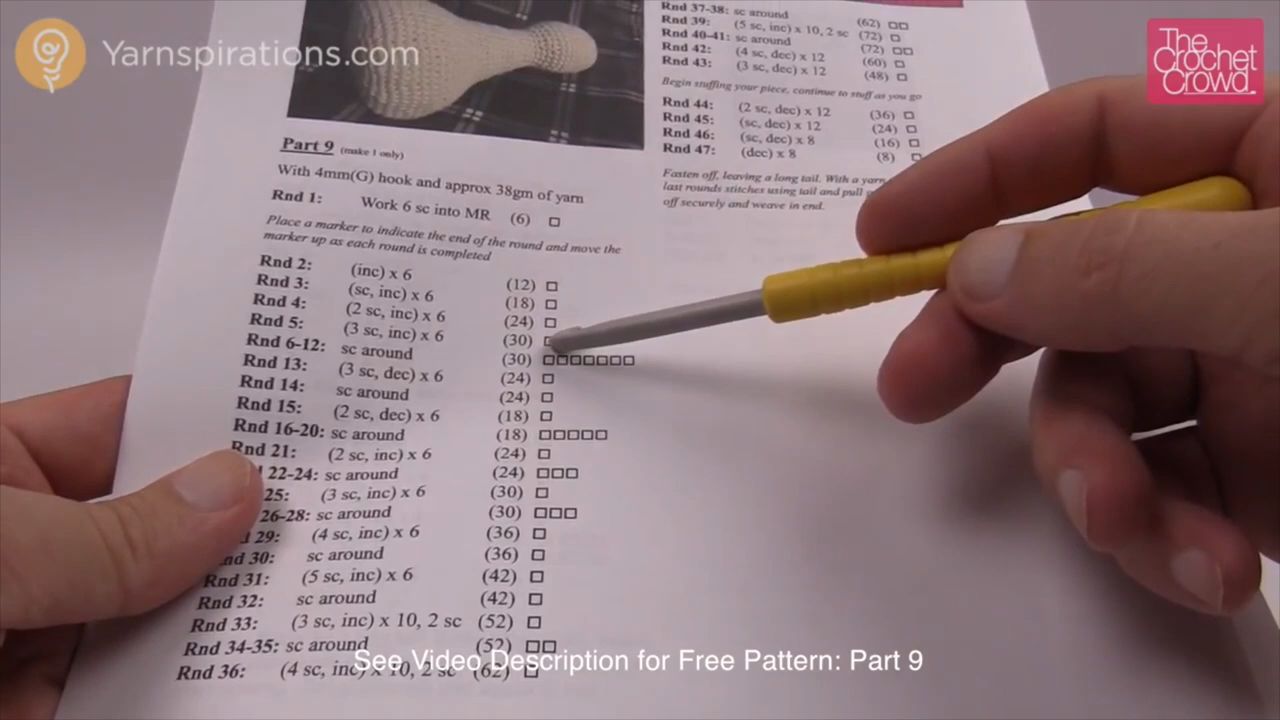 Yarnspirations.com
The
Crochet
Crowd
Part 9 (make 1 only)
With 4mm(G) hook and approx 38gm of yarn
Rnd 1: Work 6 sc into MR (6)
Place a marker to indicate the end of the round and move the
marker up as each round is completed
Rnd 2: (inc) x 6 (12)
Rnd 3: (sc, inc) x 6 (18)
Rnd 4: (2 sc, inc) x 6 (24)
Rnd 5: (3 sc, inc) x 6 (30)
Rnd 6-12: sc around (30)
Rnd 13: (3 sc, dec) x 6 (24)
Rnd 14: sc around (24)
Rnd 15: (2 sc, dec) x 6 (18)
Rnd 16-20: sc around (18)
Rnd 21: (2 sc, inc) x 6 (24)
22-24: sc around (24)
25: (3 sc, inc) x 6 (30)
26-28: sc around (30)
29: (4 sc, inc) x 6 (36)
nd 30: sc around (36)
Rnd 31: (5 sc, inc) x 6 (42)
Rnd 32: sc around (42)
Rnd 33: (3 sc, inc) x 10, 2 sc (52)
Rnd 34-35: sc around (52)
Rnd 36: (4 sc, inc) x 10, 2 sc (62)
Rnd 37-38: sc around (62)
Rnd 39: (5 sc, inc) x 10, 2 sc (72)
Rnd 40-41: sc around (72)
Rnd 42: (4 sc, dec) x 12 (60)
Rnd 43: (3 sc, dec) x 12 (48)
Begin stuffing your piece, continue to stuff as you go
Rnd 44: (2 sc, dec) x 12 (36)
Rnd 45: (sc, dec) x 12 (24)
Rnd 46: (sc, dec) x 8 (16)
Rnd 47: (dec) x 8 (8)
Fasten off, leaving a long tail. With a yarn
last rounds stitches using tail and pull
off securely and weave in end.
See Video Description for Free Pattern: Part 9